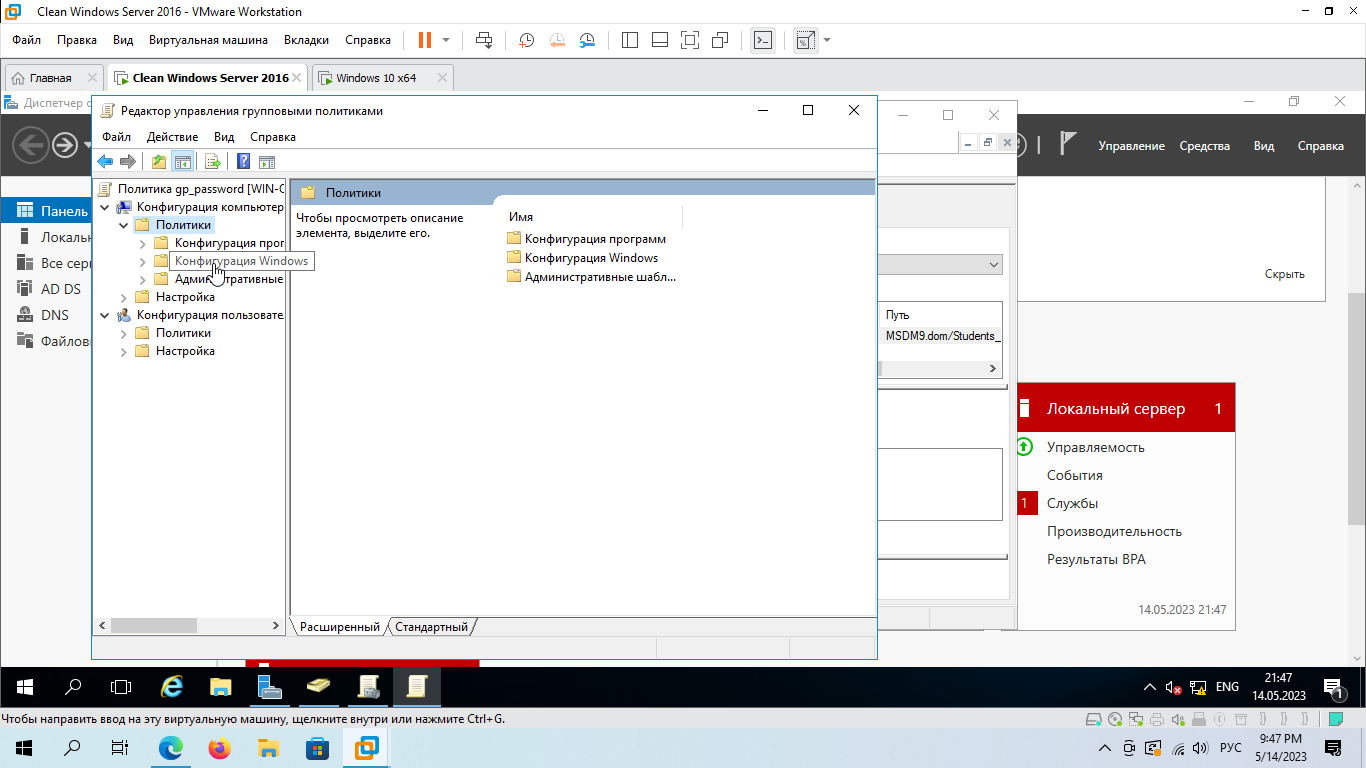 Clean Windows Server 2016 - VMware Workstation
Файл Правка Вид Виртуальная машина Вкладки Справка
Главная
Clean Windows Server 2016
Windows 10 x64
Диспетчер с
Редактор управления групповыми политиками
Файл Действие Вид Справка
Управление Средства Вид Справка
Политика gp_password [WIN-
Конфигурация компьютер
Политики
Конфигурация прог
Конфигурация Windows
Административные
Настройка
Конфигурация пользовате
Политики
Настройка
Политики
Чтобы просмотреть описание
элемента, выделите его.
Имя
Конфигурация программ
Конфигурация Windows
Административные шабл...
Расширенный
Стандартный
Панель
Локальн
Все сер
AD DS
DNS
Файлов
Скрыть
Путь
MSDM9.dom/Students_
Локальный сервер 1
Управляемость
События
1 Службы
Производительность
Результаты BPA
14.05.2023 21:47
ENG
21:47
14.05.2023
1
Чтобы направить ввод на эту виртуальную машину, щелкните внутри или нажмите Ctrl+G.
РУС
9:47 PM
5/14/2023